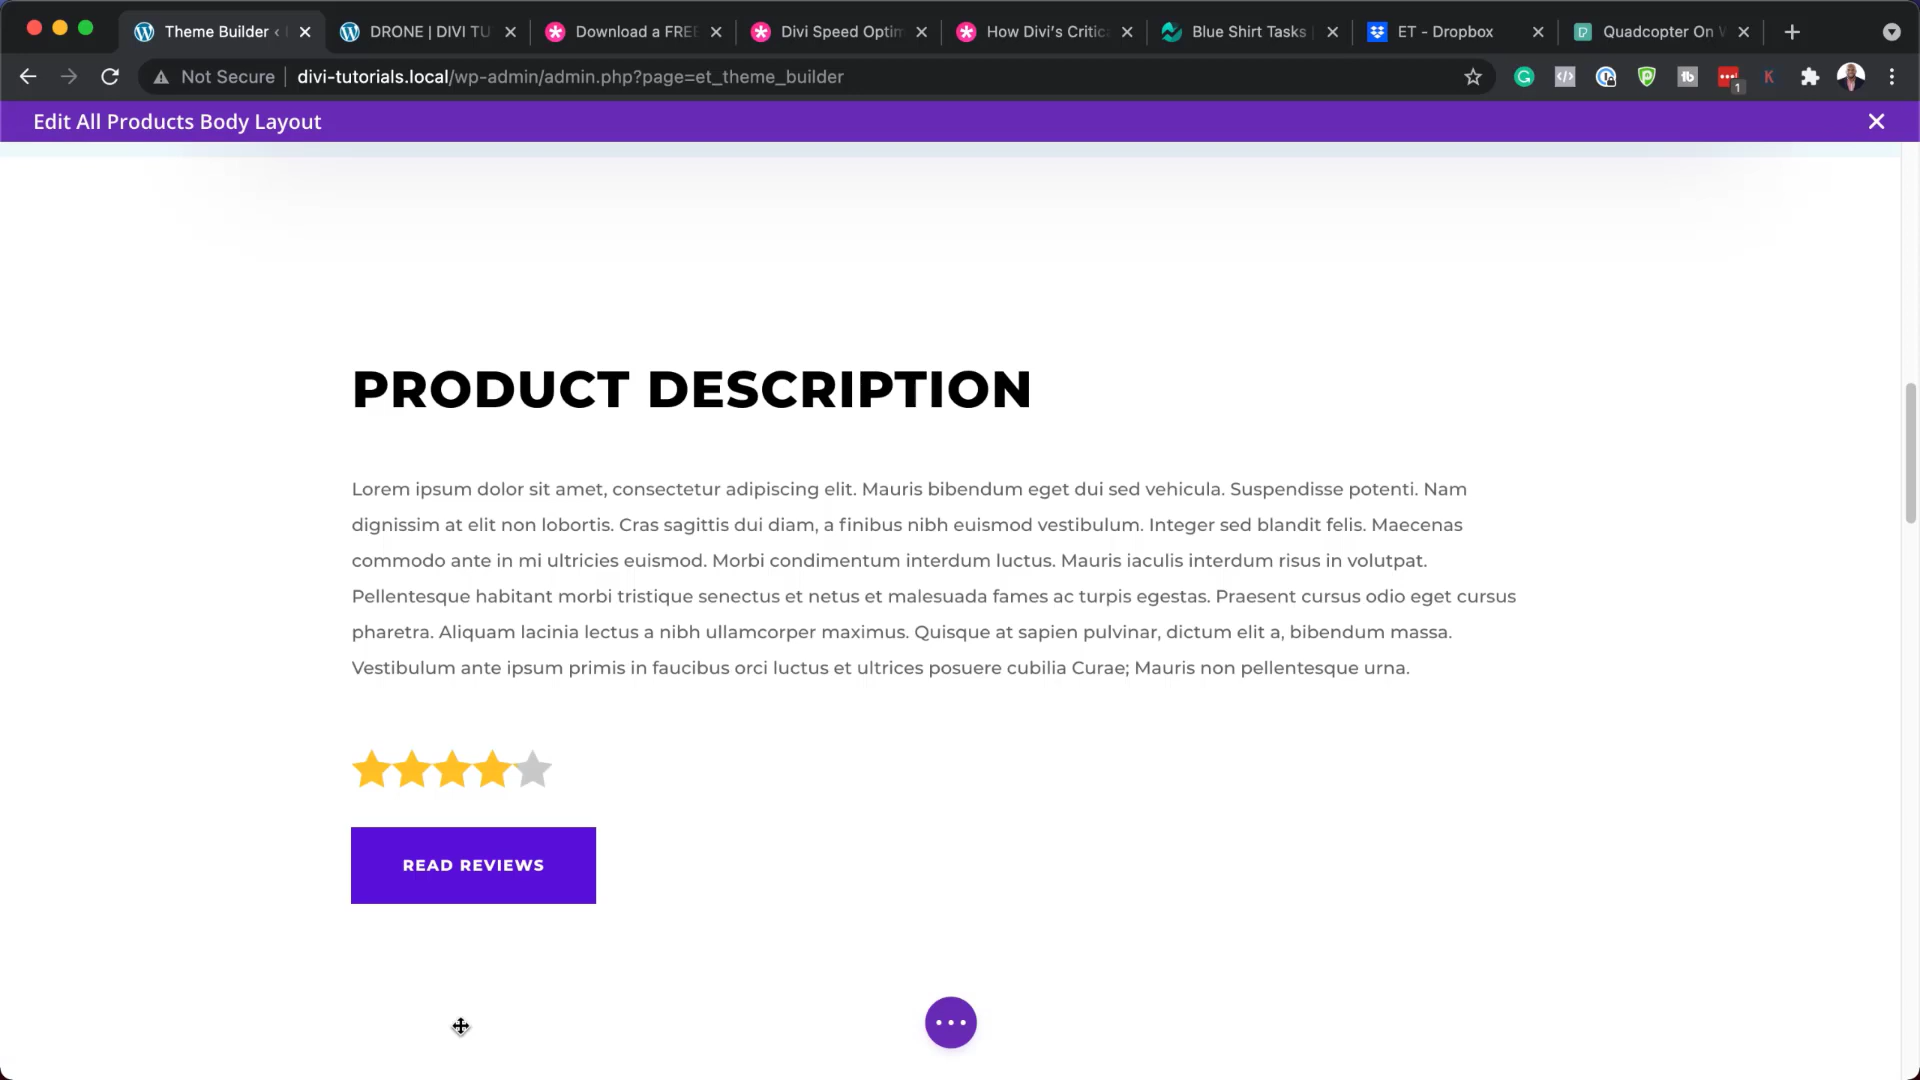 Theme Builder ‹
DRONE | DIVI TU
Download a FREE
Divi Speed Optim
How Divi's Critic
Blue Shirt Tasks
ET - Dropbox
Quadcopter On
Not Secure
divi-tutorials.local/wp-admin/admin.php?page=et_theme_builder
1
Edit All Products Body Layout
PRODUCT DESCRIPTION
Lorem ipsum dolor sit amet, consectetur adipiscing elit. Mauris bibendum eget dui sed vehicula. Suspendisse potenti. Nam
dignissim at elit non lobortis. Cras sagittis dui diam, a finibus nibh euismod vestibulum. Integer sed blandit felis. Maecenas
commodo ante in mi ultricies euismod. Morbi condimentum interdum luctus. Mauris iaculis interdum risus in volutpat.
Pellentesque habitant morbi tristique senectus et netus et malesuada fames ac turpis egestas. Praesent cursus odio eget cursus
pharetra. Aliquam lacinia lectus a nibh ullamcorper maximus. Quisque at sapien pulvinar, dictum elit a, bibendum massa.
Vestibulum ante ipsum primis in faucibus orci luctus et ultrices posuere cubilia Curae; Mauris non pellentesque urna.
READ REVIEWS